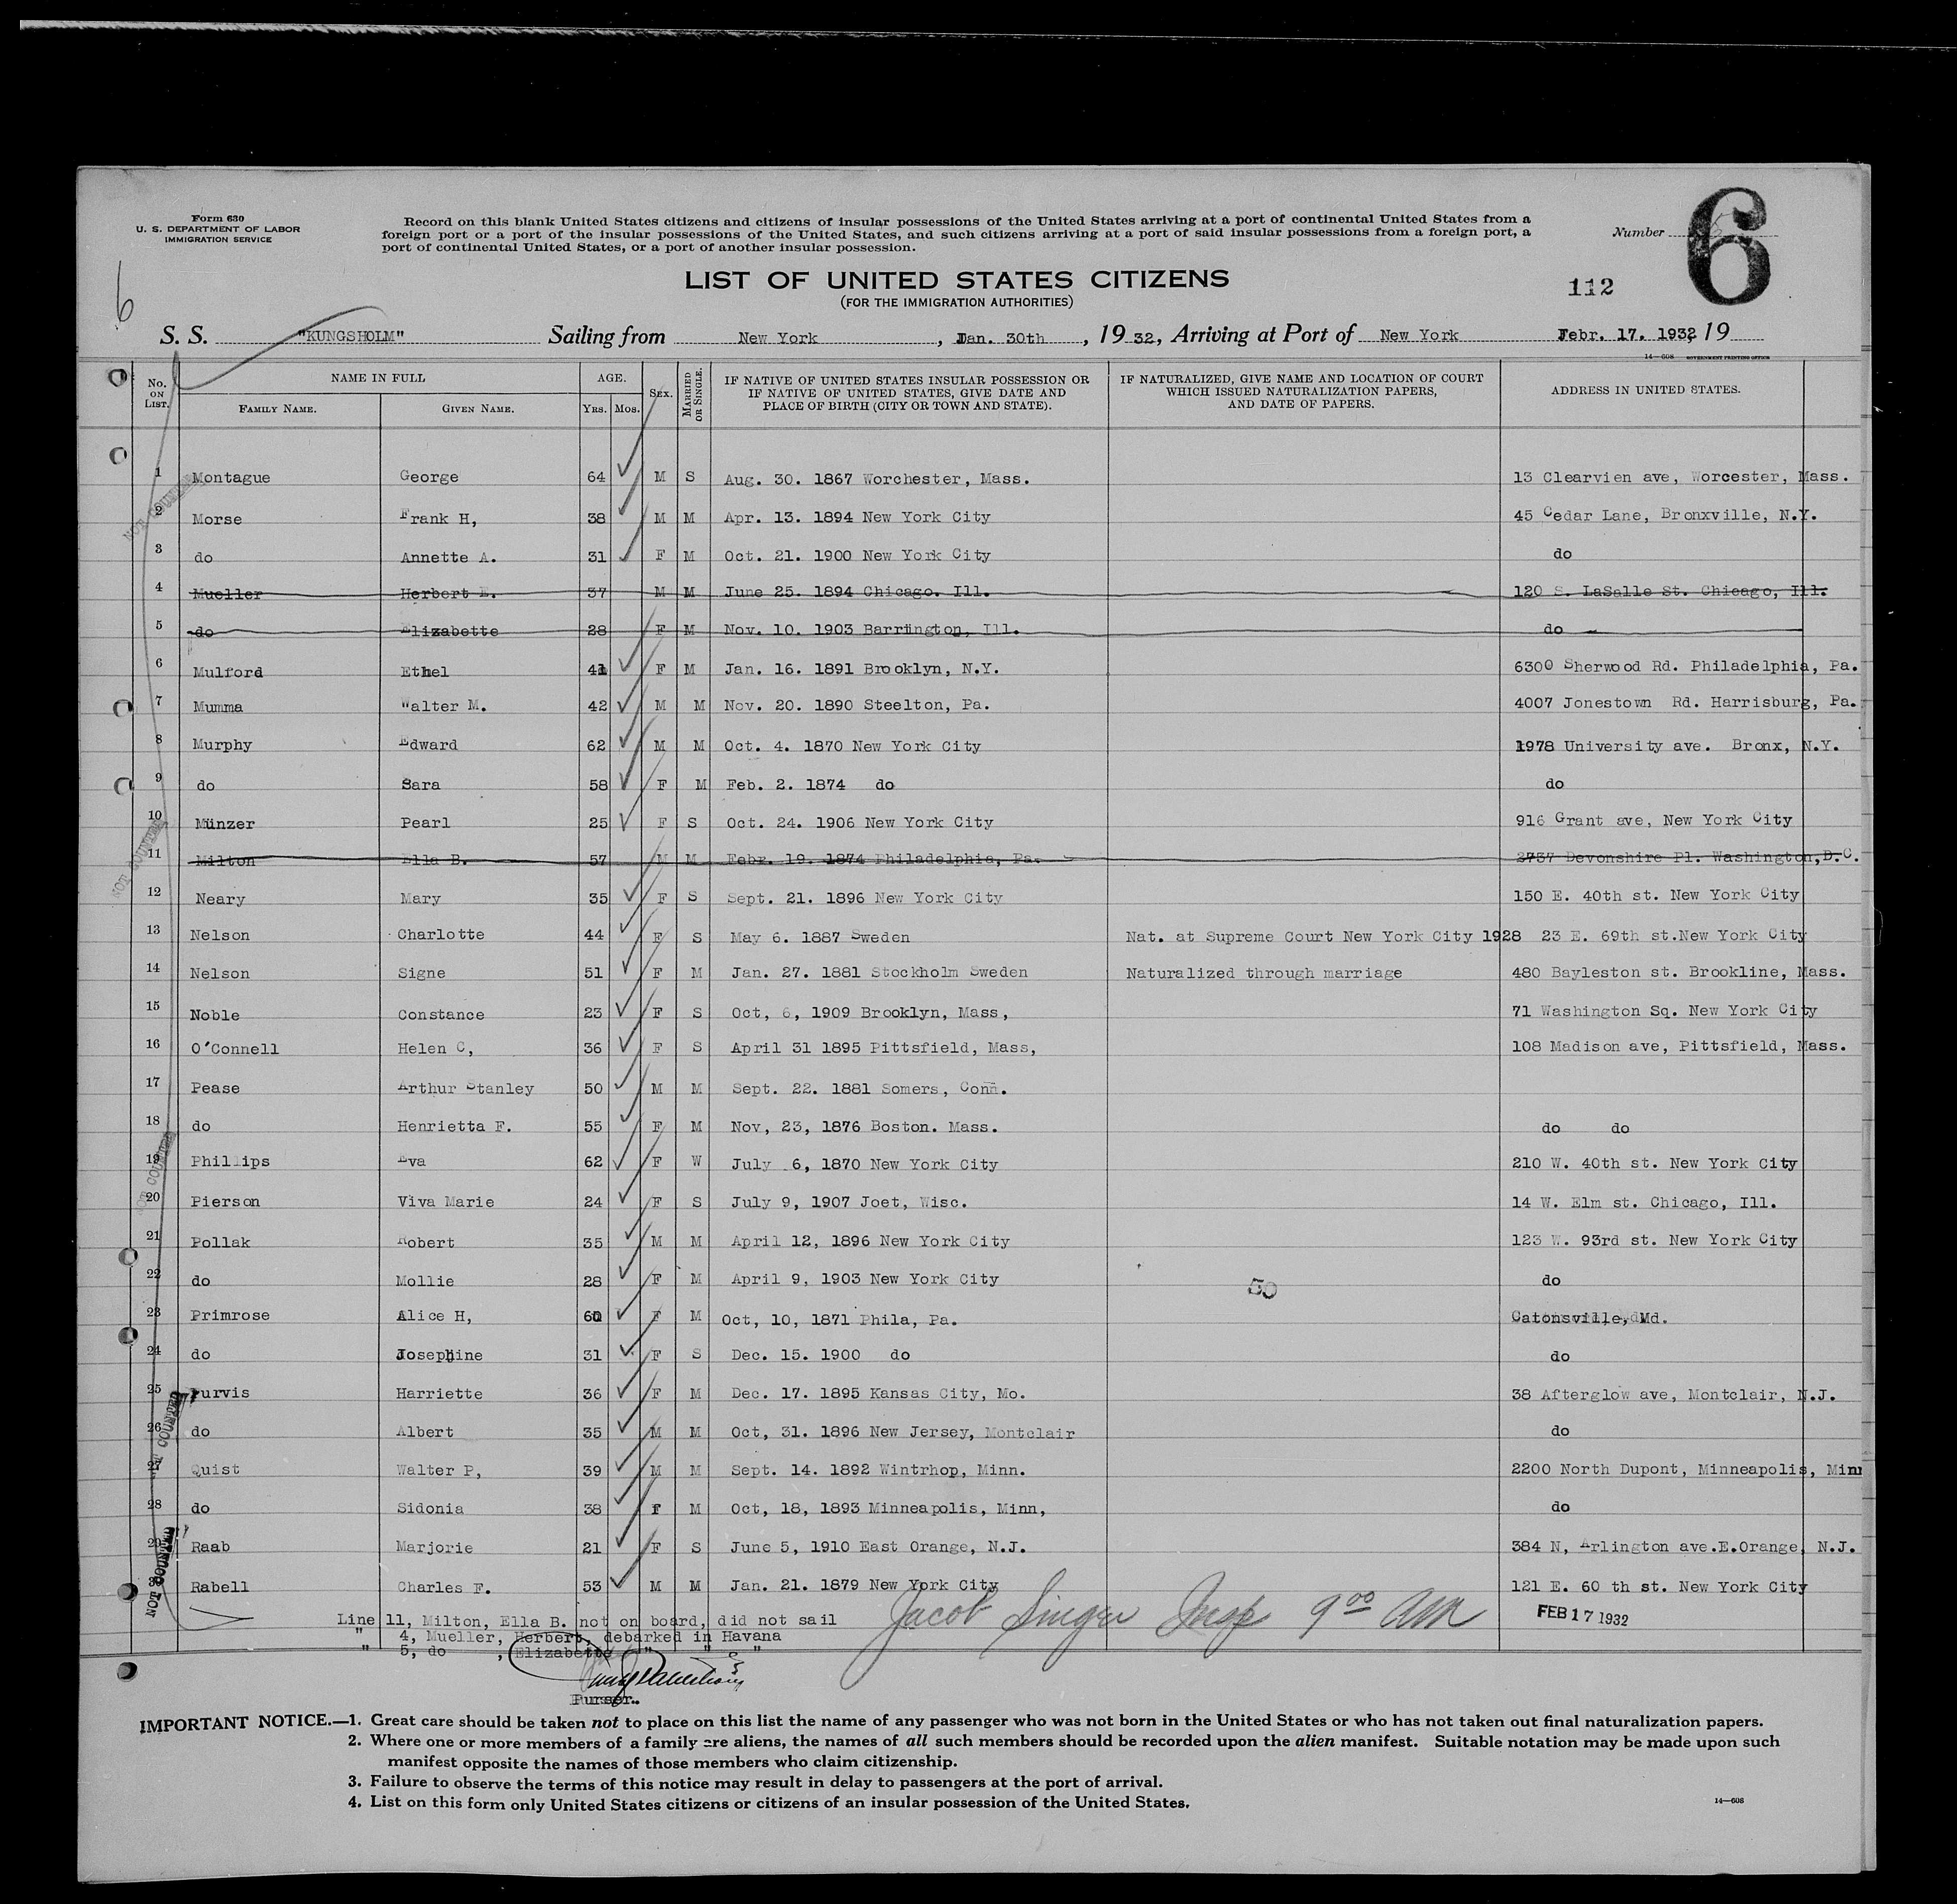 Form 630
U. S. DEPARTMENT OF LABOR
IMMIGRATION SERVICE
Record on this blank United States citizens and citizens of insular possessions of the United States arriving at a port of continental United States from a
foreign port or a port of the insular possessions of the United States, and such citizens arriving at a port of said insular possessions from a foreign port, a
port of continental United States, or a port of another insular possession.
Number 6
6
LIST OF UNITED STATES CITIZENS
(FOR THE IMMIGRATION AUTHORITIES)
112
S. S. "KUNGSHOLM" Sailing from New York, Jan. 30th, 1932, Arriving at Port of New York Febr. 17. 1932, 19
14—608 GOVERNMENT PRINTING OFFICE
No. ON LIST. NAME IN FULL AGE. SEX. MARRIED OR SINGLE. IF NATIVE OF UNITED STATES INSULAR POSSESSION OR IF NATIVE OF UNITED STATES, GIVE DATE AND PLACE OF BIRTH (CITY OR TOWN AND STATE). IF NATURALIZED, GIVE NAME AND LOCATION OF COURT WHICH ISSUED NATURALIZATION PAPERS, AND DATE OF PAPERS. ADDRESS IN UNITED STATES.
FAMILY NAME. GIVEN NAME. YRS. MOS.
1 Montague George 64 M S Aug. 30. 1867 Worchester, Mass. 13 Clearvien ave, Worcester, Mass.
2 Morse Frank H, 38 M M Apr. 13. 1894 New York City 45 Cedar Lane, Bronxville, N.Y.
3 do Annette A. 31 F M Oct. 21. 1900 New York City do
4 Mueller Herbert E. 37 M M June 25. 1894 Chicago. Ill. 120 S. LaSalle St. Chicago, Ill.
5 do Elizabette 28 F M Nov. 10. 1903 Barrington, Ill. do
6 Mulford Ethel 41 F M Jan. 16. 1891 Brooklyn, N.Y. 6300 Sherwood Rd. Philadelphia, Pa.
7 Mumma Walter M. 42 M M Nov. 20. 1890 Steelton, Pa. 4007 Jonestown Rd. Harrisburg, Pa.
8 Murphy Edward 62 M M Oct. 4. 1870 New York City 1978 University ave. Bronx, N.Y.
9 do Sara 58 F M Feb. 2. 1874 do do
10 Münzer Pearl 25 F S Oct. 24. 1906 New York City 916 Grant ave, New York City
11 Milton Ella B. 57 M M Febr. 19. 1874 Philadelphia, Pa. 2737 Devonshire Pl. Washington,D.C.
12 Neary Mary 35 F S Sept. 21. 1896 New York City 150 E. 40th st. New York City
13 Nelson Charlotte 44 F S May 6. 1887 Sweden Nat. at Supreme Court New York City 1928 23 E. 69th st.New York City
14 Nelson Signe 51 F M Jan. 27. 1881 Stockholm Sweden Naturalized through marriage 480 Bayleston st. Brookline, Mass.
15 Noble Constance 23 F S Oct, 6, 1909 Brooklyn, Mass, 71 Washington Sq. New York City
16 O'Connell Helen C, 36 F S April 31 1895 Pittsfield, Mass, 108 Madison ave, Pittsfield, Mass.
17 Pease Arthur Stanley 50 M M Sept. 22. 1881 Somers, Conn.
18 do Henrietta F. 55 F M Nov, 23, 1876 Boston. Mass. do do
19 Phillips Eva 62 F W July 6, 1870 New York City 210 W. 40th st. New York City
20 Pierson Viva Marie 24 F S July 9, 1907 Joet, Wisc. 14 W. Elm st. Chicago, Ill.
21 Pollak Robert 35 M M April 12, 1896 New York City 123 W. 93rd st. New York City
22 do Mollie 28 F M April 9, 1903 New York City 50 do
23 Primrose Alice H, 60 F M Oct, 10, 1871 Phila, Pa. Catonsville, Md.
24 do Josephine 31 F S Dec. 15. 1900 do do
25 Purvis Harriette 36 F M Dec. 17. 1895 Kansas City, Mo. 38 Afterglow ave, Montclair, N.J.
26 do Albert 35 M M Oct, 31. 1896 New Jersey, Montclair do
27 Quist Walter P, 39 M M Sept. 14. 1892 Wintrhop, Minn. 2200 North Dupont, Minneapolis, Minn
28 do Sidonia 38 F M Oct, 18, 1893 Minneapolis, Minn, do
29 Raab Marjorie 21 F S June 5, 1910 East Orange, N.J. 384 N, Arlington ave.E.Orange, N.J.
30 Rabell Charles F. 53 M M Jan. 21. 1879 New York City 121 E. 60 th st. New York City
NOT COUNTED
NOT COUNTED
NOT COUNTED
NOT COUNTED
NOT COUNTED
Line 11, Milton, Ella B. not on board, did not sail
" 4, Mueller, Herbert, debarked in Havana
" 5, do , Elizabette " " "
Jacob Singer Insp 9 00 AM
FEB 17 1932
Purser.
IMPORTANT NOTICE.—1. Great care should be taken not to place on this list the name of any passenger who was not born in the United States or who has not taken out final naturalization papers.
2. Where one or more members of a family are aliens, the names of all such members should be recorded upon the alien manifest. Suitable notation may be made upon such
manifest opposite the names of those members who claim citizenship.
3. Failure to observe the terms of this notice may result in delay to passengers at the port of arrival.
4. List on this form only United States citizens or citizens of an insular possession of the United States.
14—608